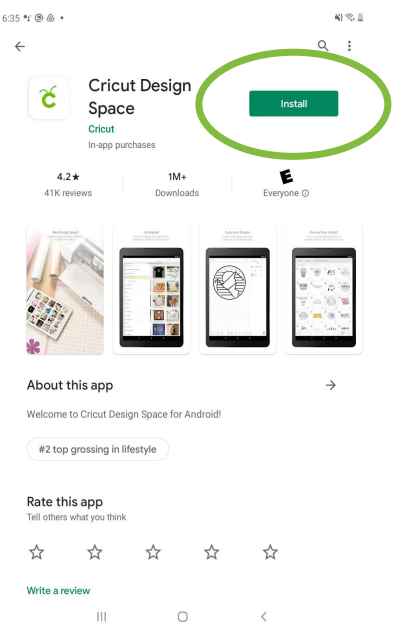 6:35
Cricut Design
Space
Install
Cricut
In-app purchases
4.2★
1M+
E
41K reviews
Downloads
Everyone
About this app
Welcome to Cricut Design Space for Android!
#2 top grossing in lifestyle
Rate this app
Tell others what you think
Write a review